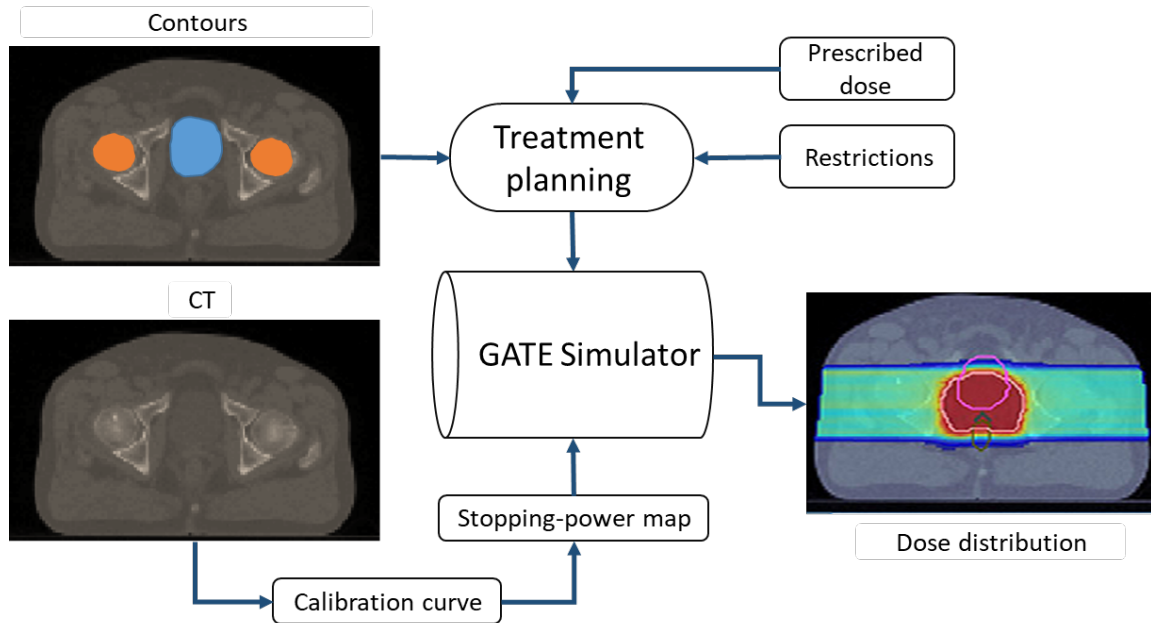 Contours
Prescribed
dose
Treatment
planning
Restrictions
CT
GATE Simulator
Stopping-power map
Dose distribution
Calibration curve